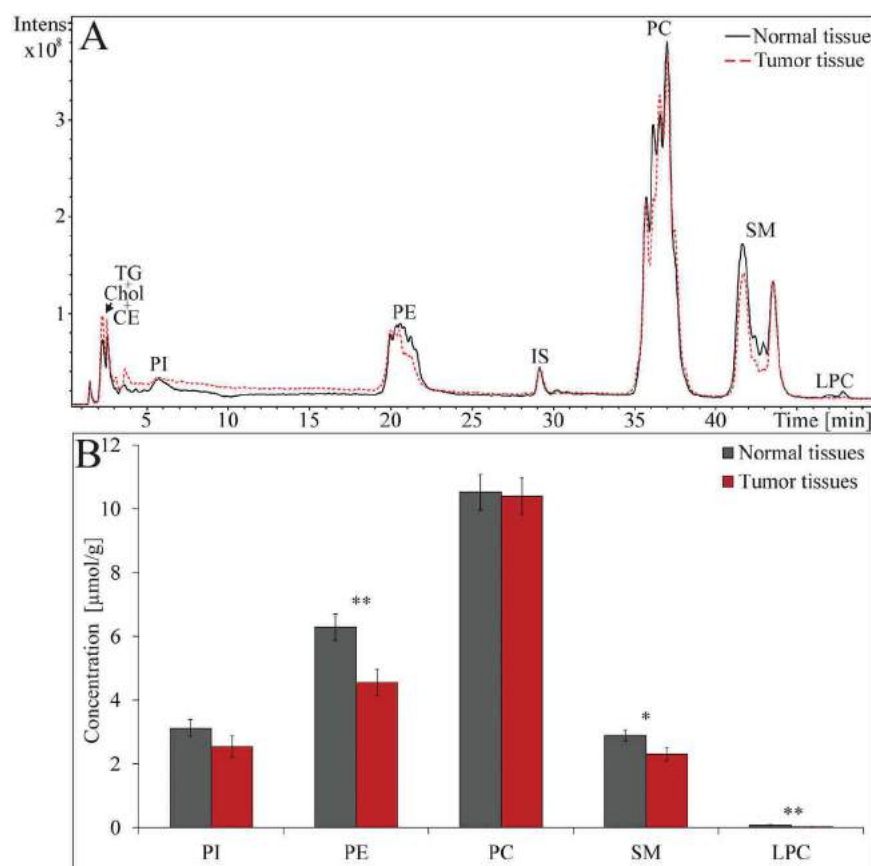 Intens.
x10⁸
A
PC
Normal tissue
Tumor tissue
3
2
SM
TG
+
Chol
+
CE
1
PE
PI
IS
LPC
5
10
15
20
25
30
35
40
Time [min]
B
12
Normal tissues
Tumor tissues
10
**
8
6
*
4
2
**
0
Concentration [µmol/g]
PI
PE
PC
SM
LPC